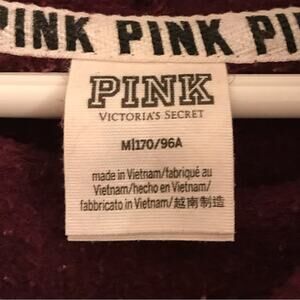 PINK PINK PI
PINK
VICTORIA'S SECRET
M|170/96A
made in Vietnam/fabriqué au
Vietnam/hecho en Vietnam/
fabbricato in Vietnam/越南制造